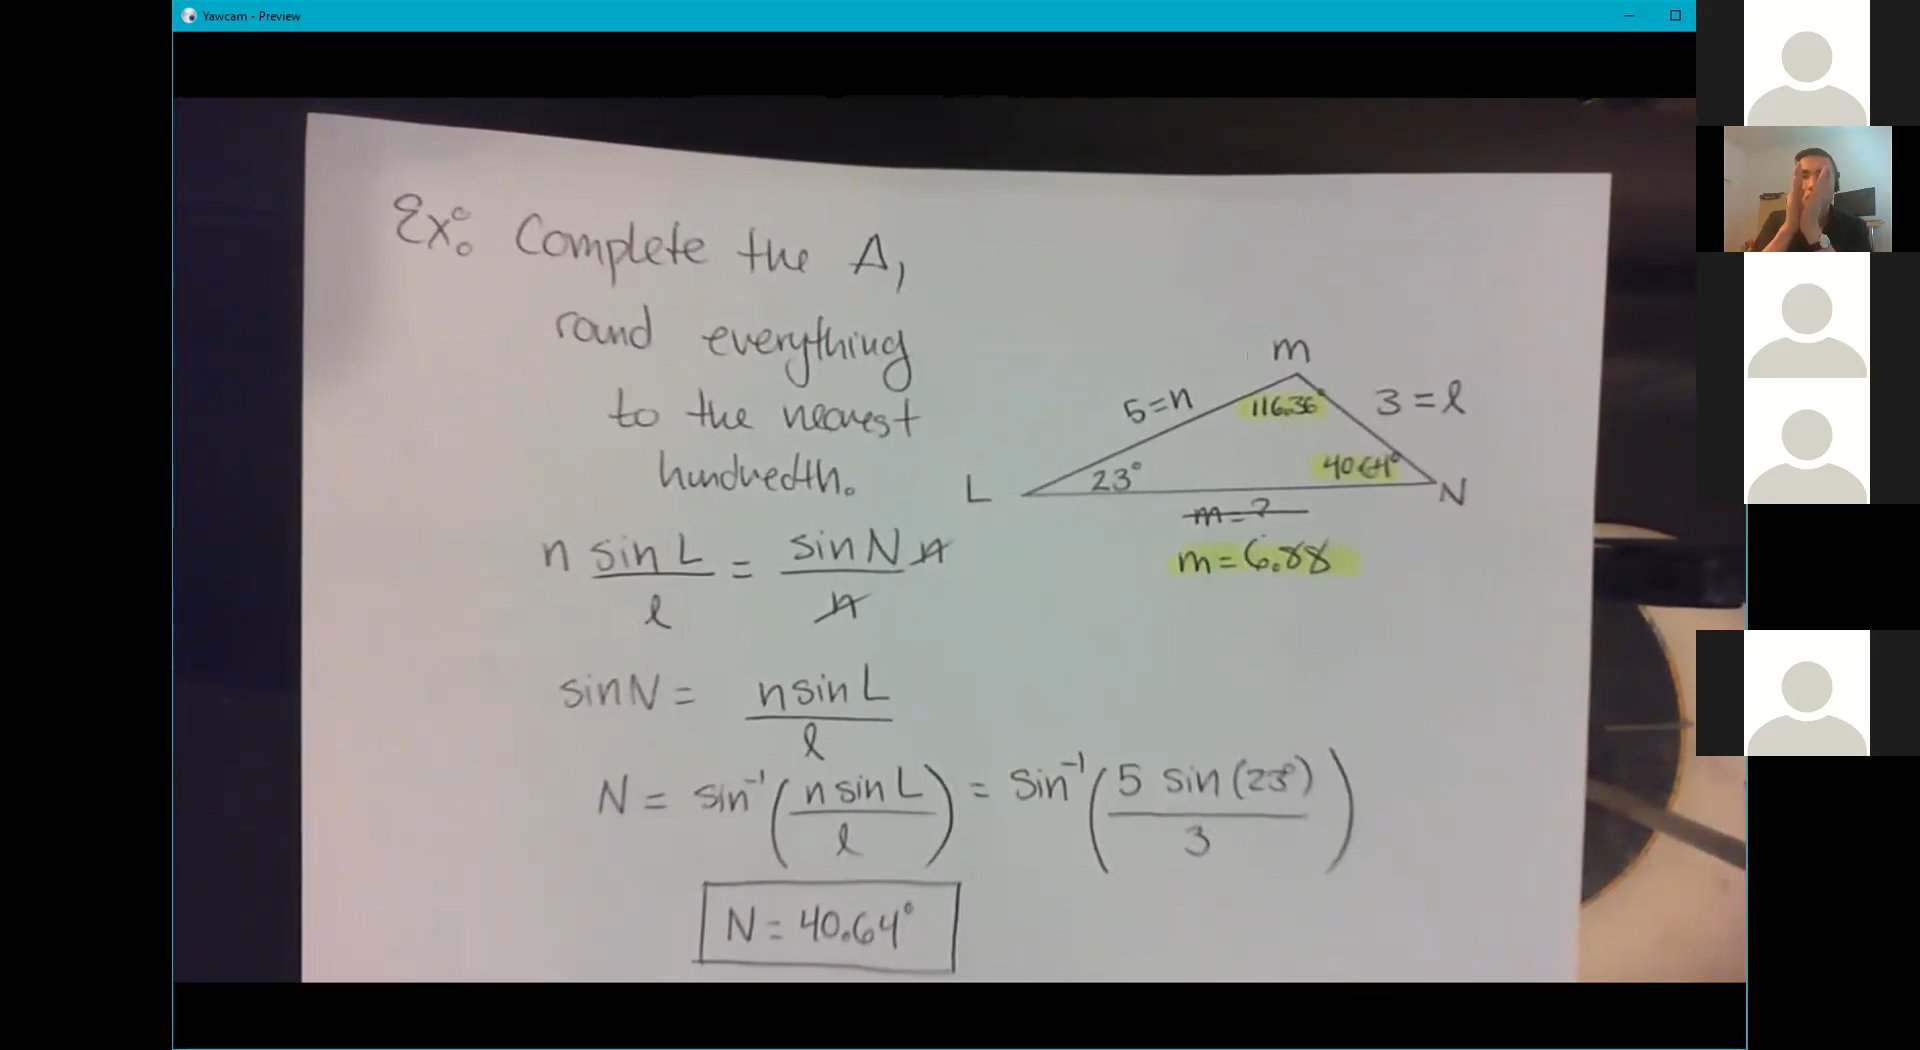 Yawcam - Preview
Ex: Complete the Δ,
round everything
to the nearest
hundredth.
M
5=n
3=l
116.36°
L
23°
40.64°
N
m=?
m=6.88
n sin L / l = sin N n / n
sin N = n sin L / l
N = sin⁻¹(n sin L / l) = sin⁻¹(5 sin(23°) / 3)
N = 40.64°